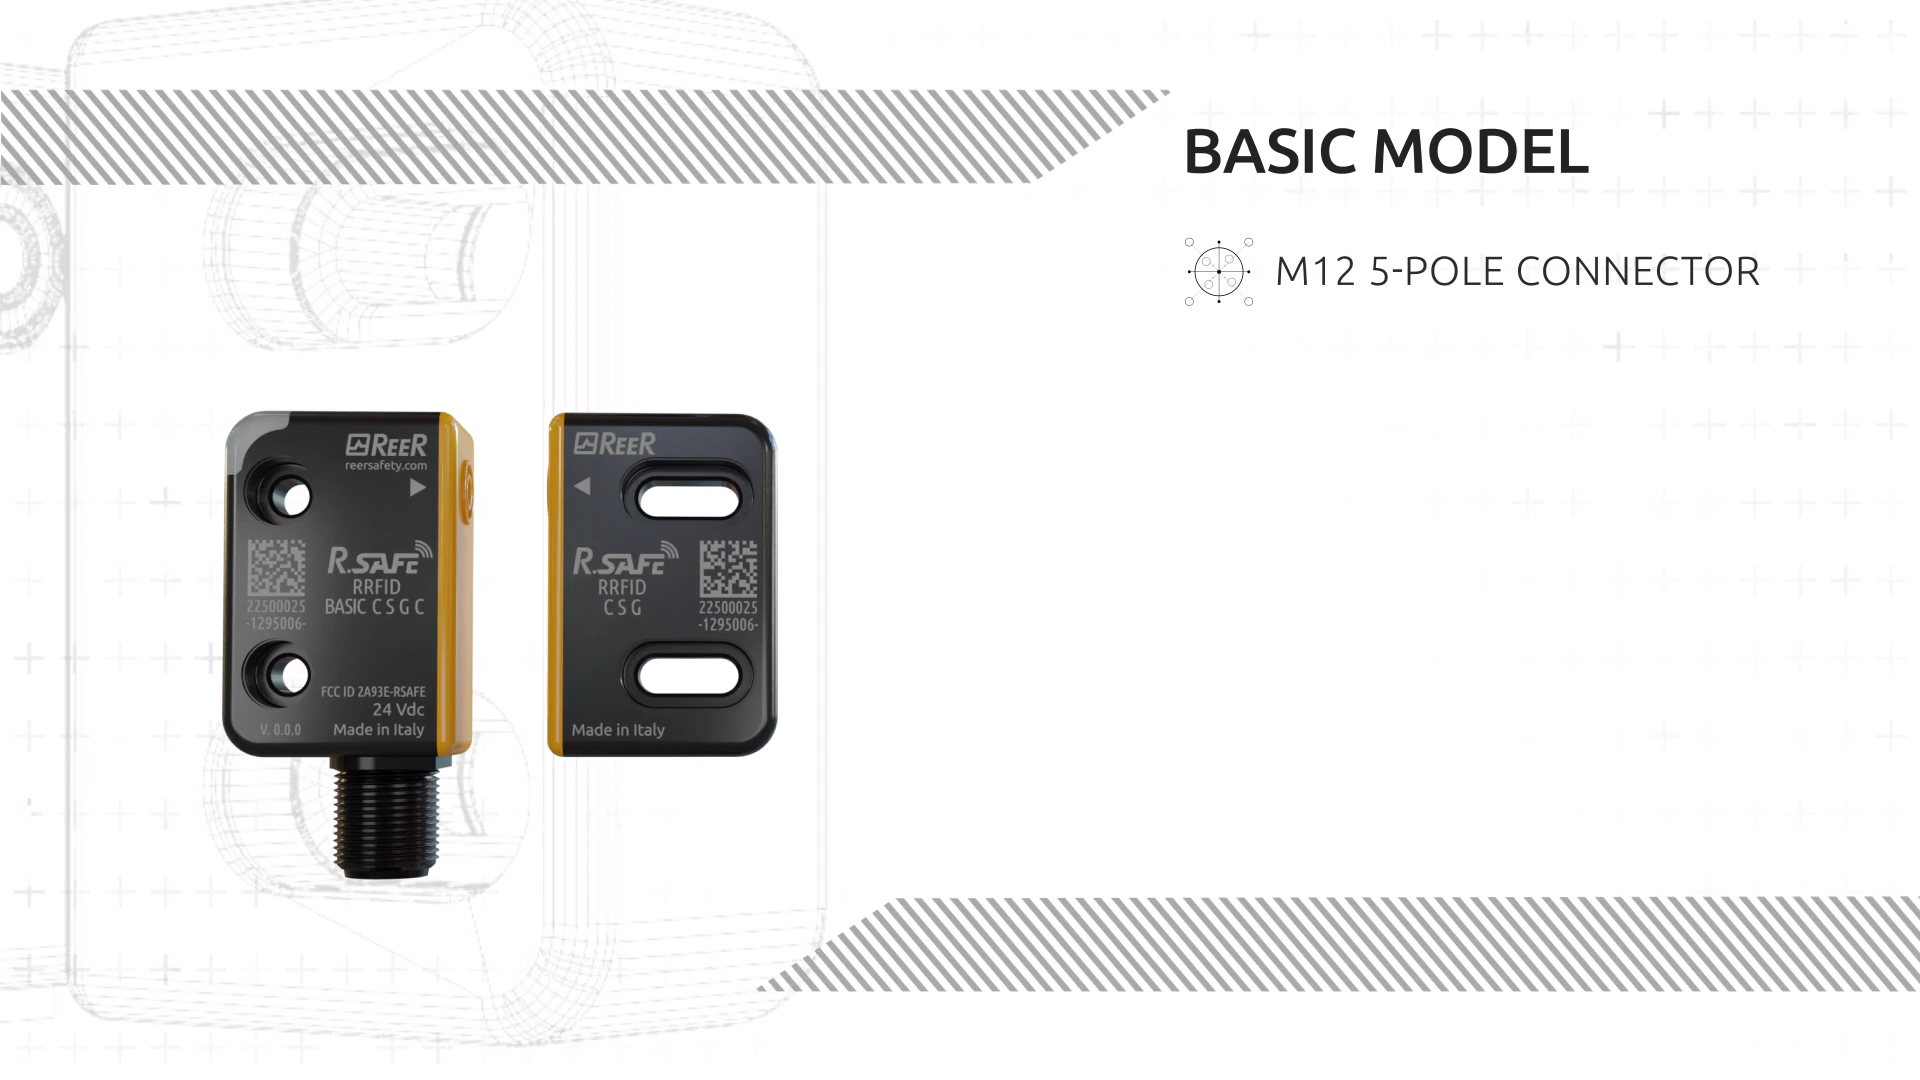 BASIC MODEL
M12 5-POLE CONNECTOR
REER
reersafety.com
R.SAFE
RRFID
BASIC C S G C
22500025
-1295006-
FCC ID 2A93E-RSAFE
24 Vdc
V. 0.0.0
Made in Italy
REER
R.SAFE
RRFID
C S G
22500025
-1295006-
Made in Italy